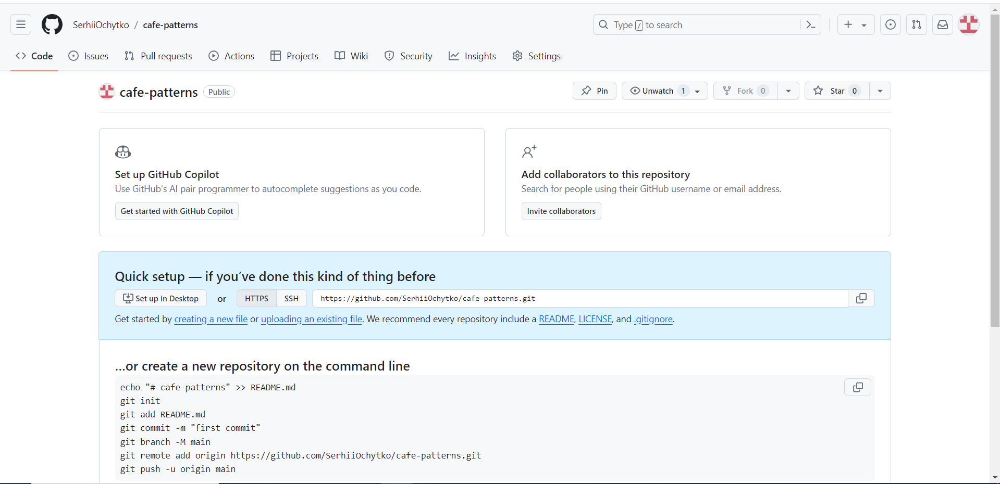 SerhiiOchytko / cafe-patterns
Type / to search
Code Issues Pull requests Actions Projects Wiki Security Insights Settings
cafe-patterns Public
Pin Unwatch 1 Fork 0 Star 0
Set up GitHub Copilot
Use GitHub's AI pair programmer to autocomplete suggestions as you code.
Get started with GitHub Copilot
Add collaborators to this repository
Search for people using their GitHub username or email address.
Invite collaborators
Quick setup — if you’ve done this kind of thing before
Set up in Desktop or HTTPS SSH https://github.com/SerhiiOchytko/cafe-patterns.git
Get started by creating a new file or uploading an existing file. We recommend every repository include a README, LICENSE, and .gitignore.
…or create a new repository on the command line
echo "# cafe-patterns" >> README.md
git init
git add README.md
git commit -m "first commit"
git branch -M main
git remote add origin https://github.com/SerhiiOchytko/cafe-patterns.git
git push -u origin main